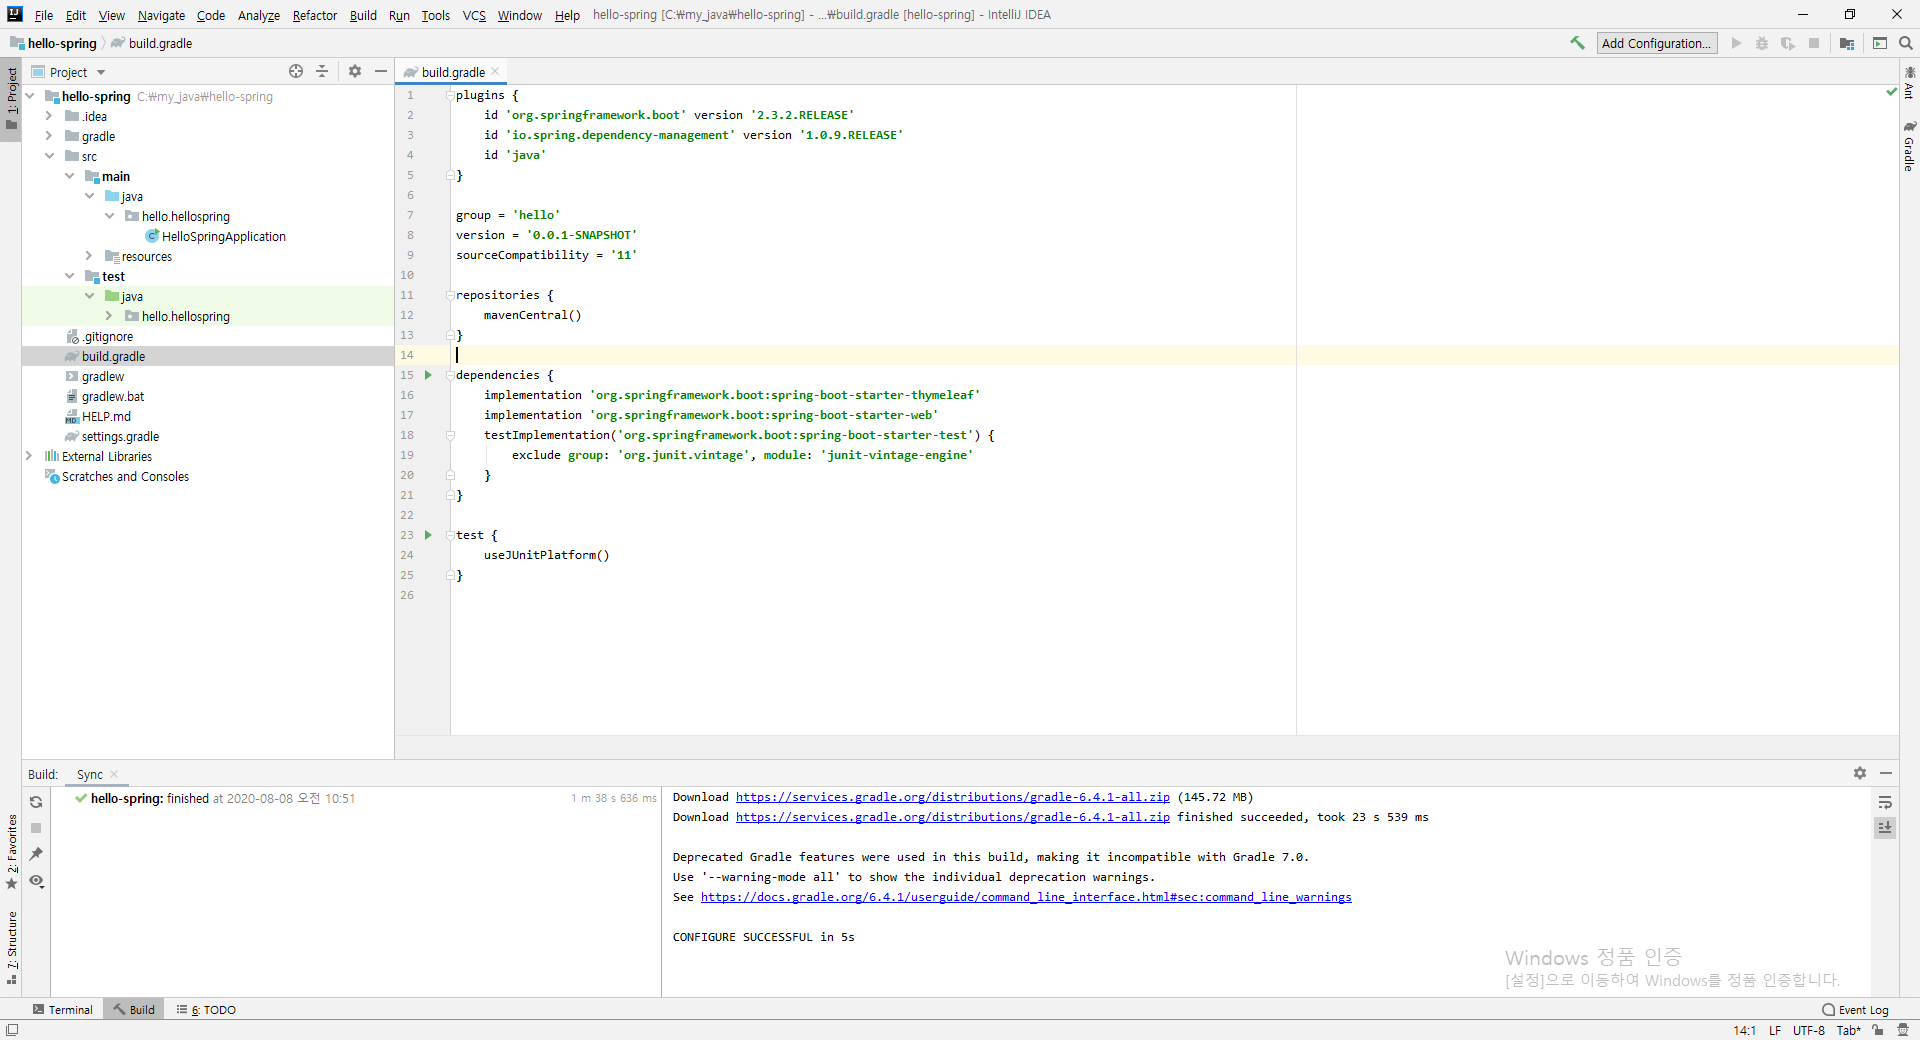 File Edit View Navigate Code Analyze Refactor Build Run Tools VCS Window Help hello-spring [C:₩my_java₩hello-spring] - ...₩build.gradle [hello-spring] - IntelliJ IDEA
hello-spring build.gradle Add Configuration...
1: Project
Project
hello-spring C:₩my_java₩hello-spring
.idea
gradle
src
main
java
hello.hellospring
HelloSpringApplication
resources
test
java
hello.hellospring
.gitignore
build.gradle
gradlew
gradlew.bat
HELP.md
settings.gradle
External Libraries
Scratches and Consoles
build.gradle
1 plugins {
2 id 'org.springframework.boot' version '2.3.2.RELEASE'
3 id 'io.spring.dependency-management' version '1.0.9.RELEASE'
4 id 'java'
5 }
6
7 group = 'hello'
8 version = '0.0.1-SNAPSHOT'
9 sourceCompatibility = '11'
10
11 repositories {
12 mavenCentral()
13 }
14
15 dependencies {
16 implementation 'org.springframework.boot:spring-boot-starter-thymeleaf'
17 implementation 'org.springframework.boot:spring-boot-starter-web'
18 testImplementation('org.springframework.boot:spring-boot-starter-test') {
19 exclude group: 'org.junit.vintage', module: 'junit-vintage-engine'
20 }
21 }
22
23 test {
24 useJUnitPlatform()
25 }
26
Ant
Gradle
Build: Sync
hello-spring: finished at 2020-08-08 오전 10:51 1 m 38 s 636 ms
Download https://services.gradle.org/distributions/gradle-6.4.1-all.zip (145.72 MB)
Download https://services.gradle.org/distributions/gradle-6.4.1-all.zip finished succeeded, took 23 s 539 ms
Deprecated Gradle features were used in this build, making it incompatible with Gradle 7.0.
Use '--warning-mode all' to show the individual deprecation warnings.
See https://docs.gradle.org/6.4.1/userguide/command_line_interface.html#sec:command_line_warnings
CONFIGURE SUCCESSFUL in 5s
Windows 정품 인증
[설정]으로 이동하여 Windows를 정품 인증합니다.
2: Favorites
7: Structure
Terminal Build 6: TODO Event Log
14:1 LF UTF-8 Tab*